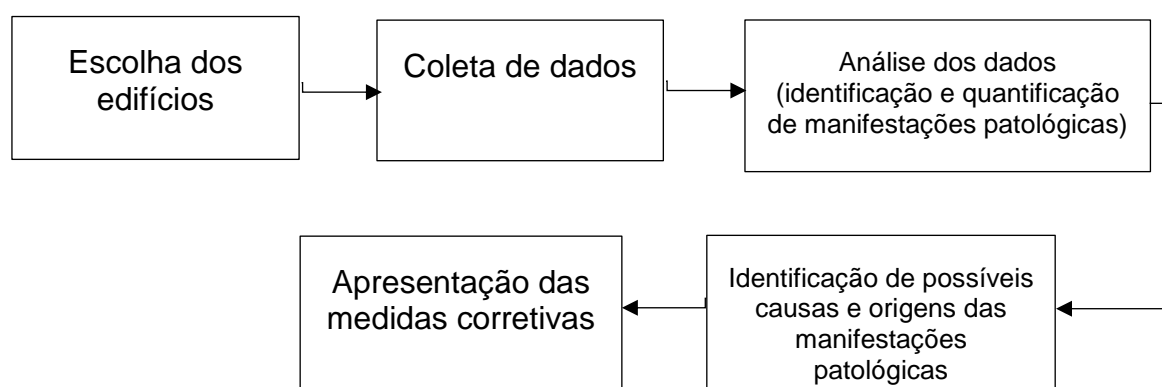 Escolha dos
edifícios
Coleta de dados
Análise dos dados
(identificação e quantificação
de manifestações patológicas)
Apresentação das
medidas corretivas
Identificação de possíveis
causas e origens das
manifestações
patológicas